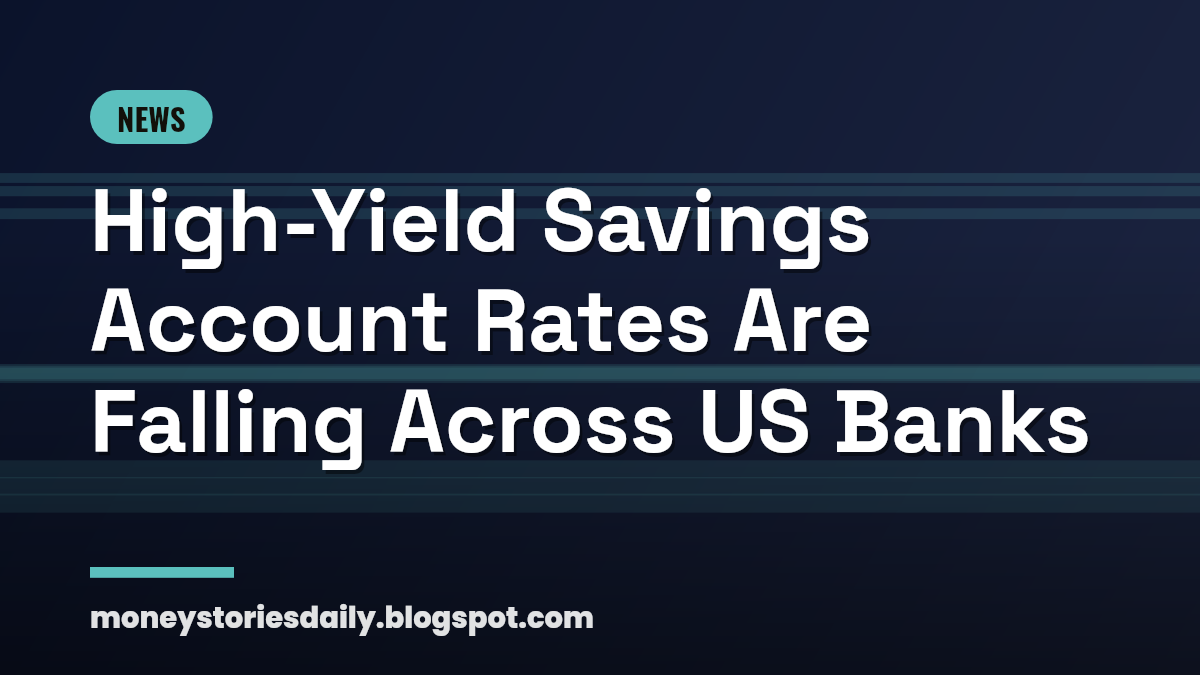 NEWS
High-Yield Savings
Account Rates Are
Falling Across US Banks
moneystoriesdaily.blogspot.com